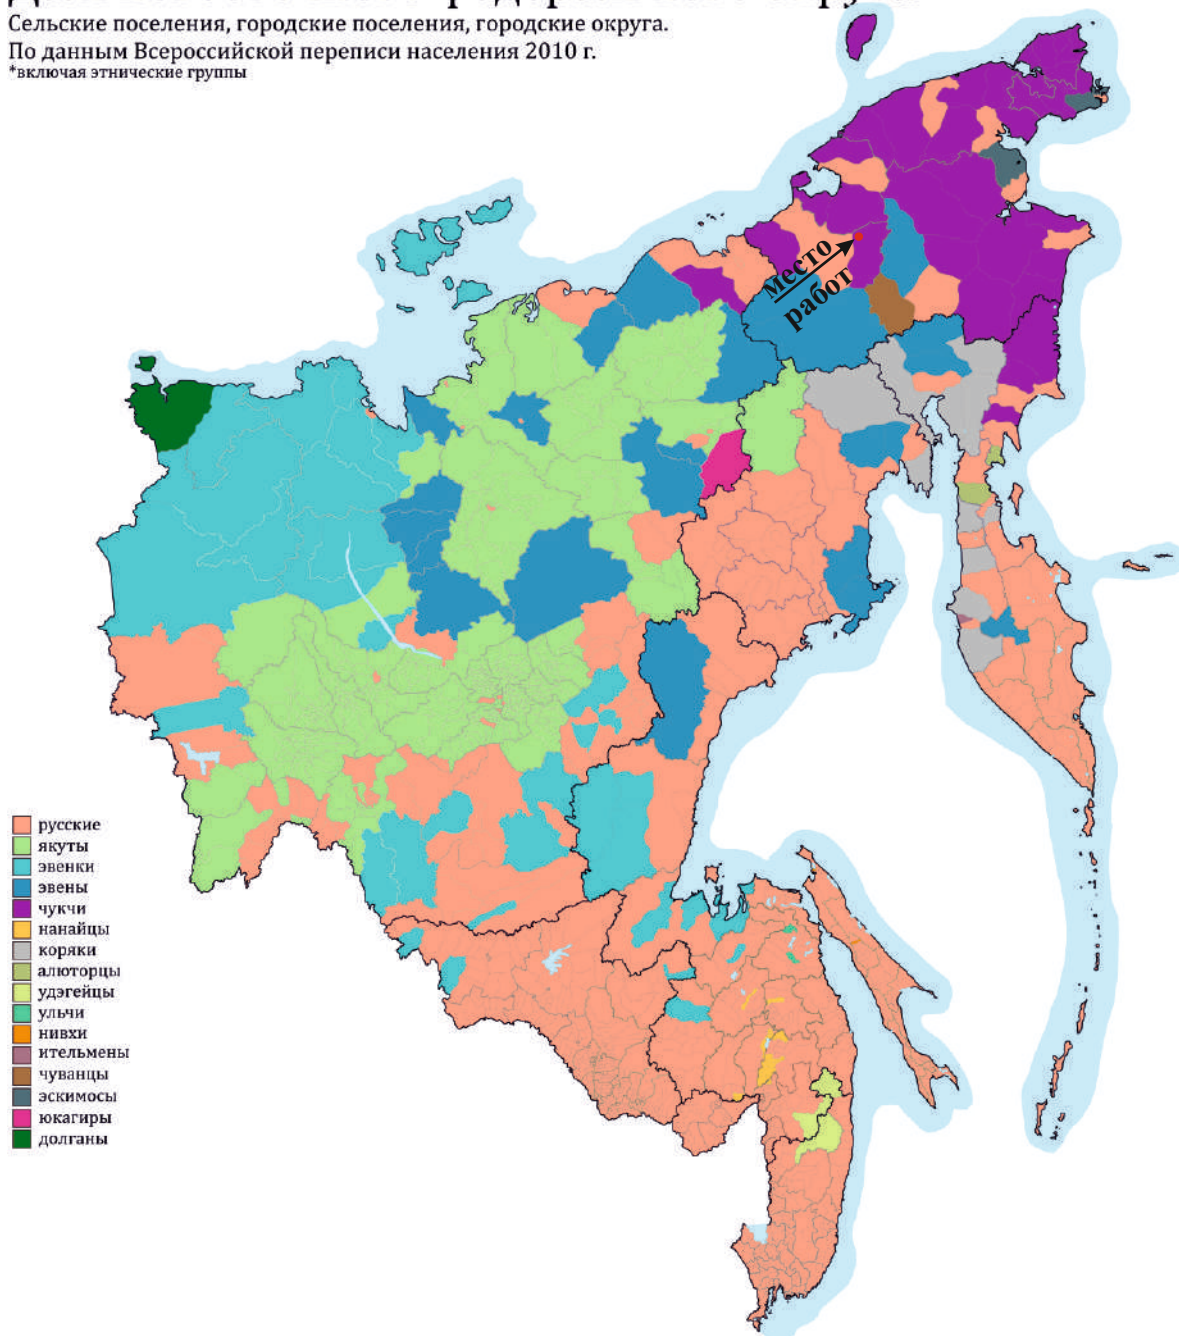 Сельские поселения, городские поселения, городские округа.
По данным Всероссийской переписи населения 2010 г.
*включая этнические группы
место
работ
русские
якуты
эвенки
эвены
чукчи
нанайцы
коряки
алюторцы
удэгейцы
ульчи
нивхи
ительмены
чуванцы
эскимосы
юкагиры
долганы